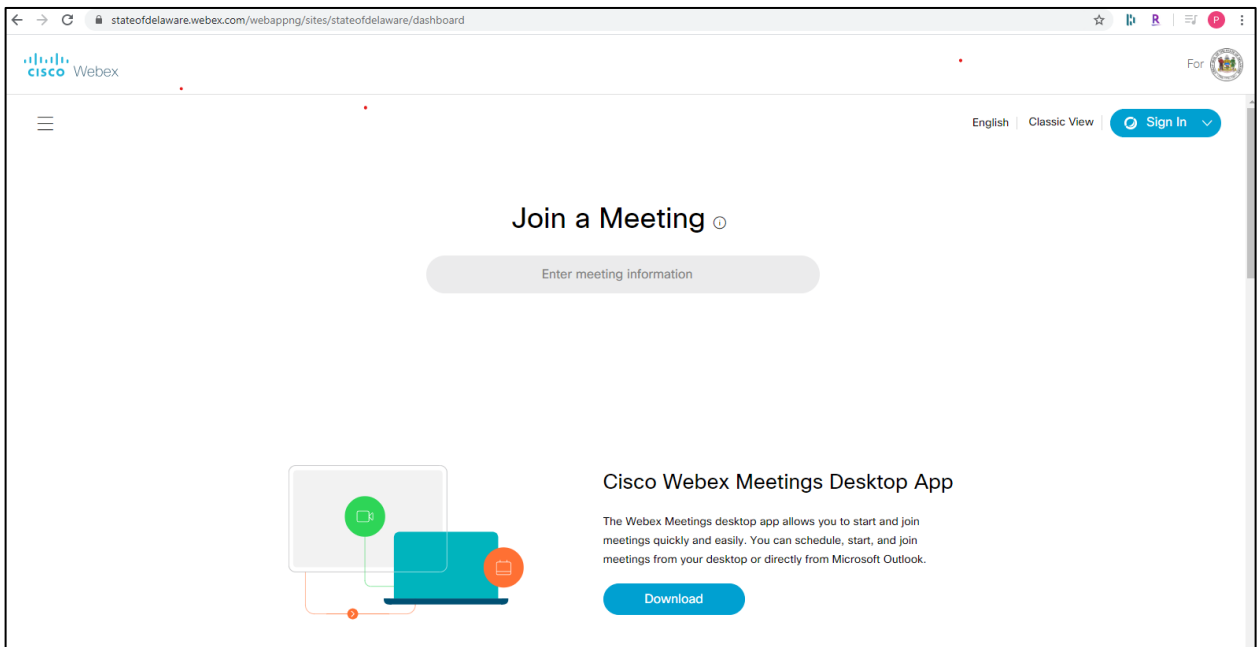 stateofdelaware.webex.com/webappng/sites/stateofdelaware/dashboard
R P
CISCO Webex
For
English Classic View Sign In
Join a Meeting
Enter meeting information
Cisco Webex Meetings Desktop App
The Webex Meetings desktop app allows you to start and join
meetings quickly and easily. You can schedule, start, and join
meetings from your desktop or directly from Microsoft Outlook.
Download